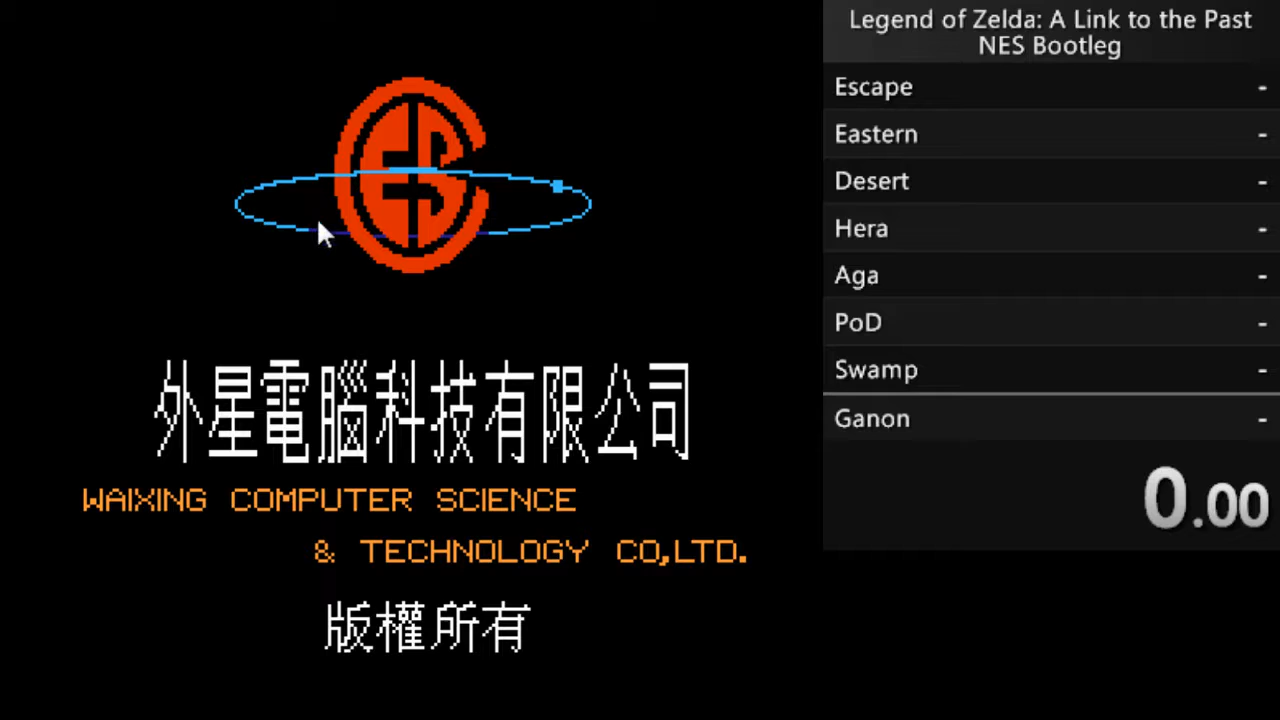 外星電腦科技有限公司
WAIXING COMPUTER SCIENCE
& TECHNOLOGY CO,LTD.
版權所有
Legend of Zelda: A Link to the Past
NES Bootleg
Escape -
Eastern -
Desert -
Hera -
Aga -
PoD -
Swamp -
Ganon -
0.00